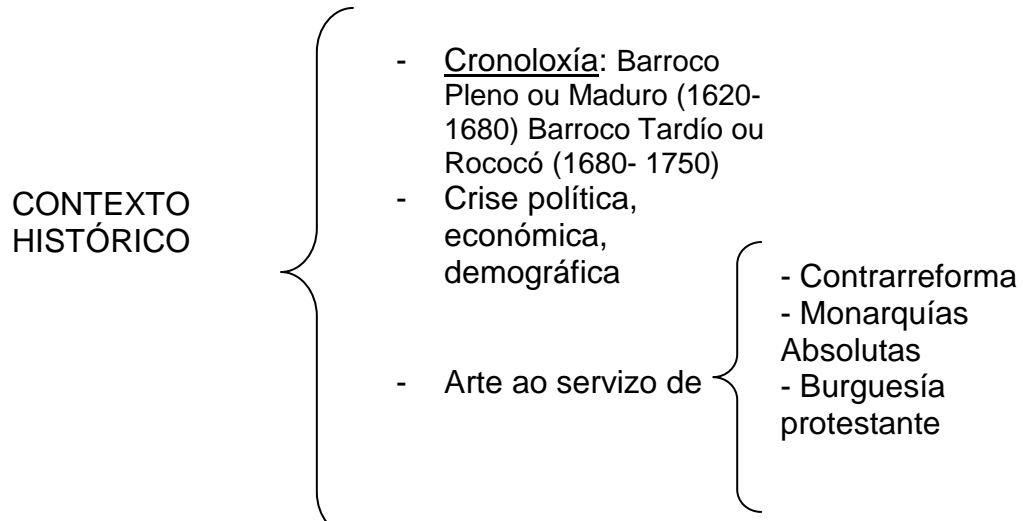 CONTEXTO
HISTÓRICO
- Cronoloxía: Barroco
Pleno ou Maduro (1620-
1680) Barroco Tardío ou
Rococó (1680- 1750)
- Crise política,
económica,
demográfica
- Arte ao servizo de
- Contrarreforma
- Monarquías
Absolutas
- Burguesía
protestante